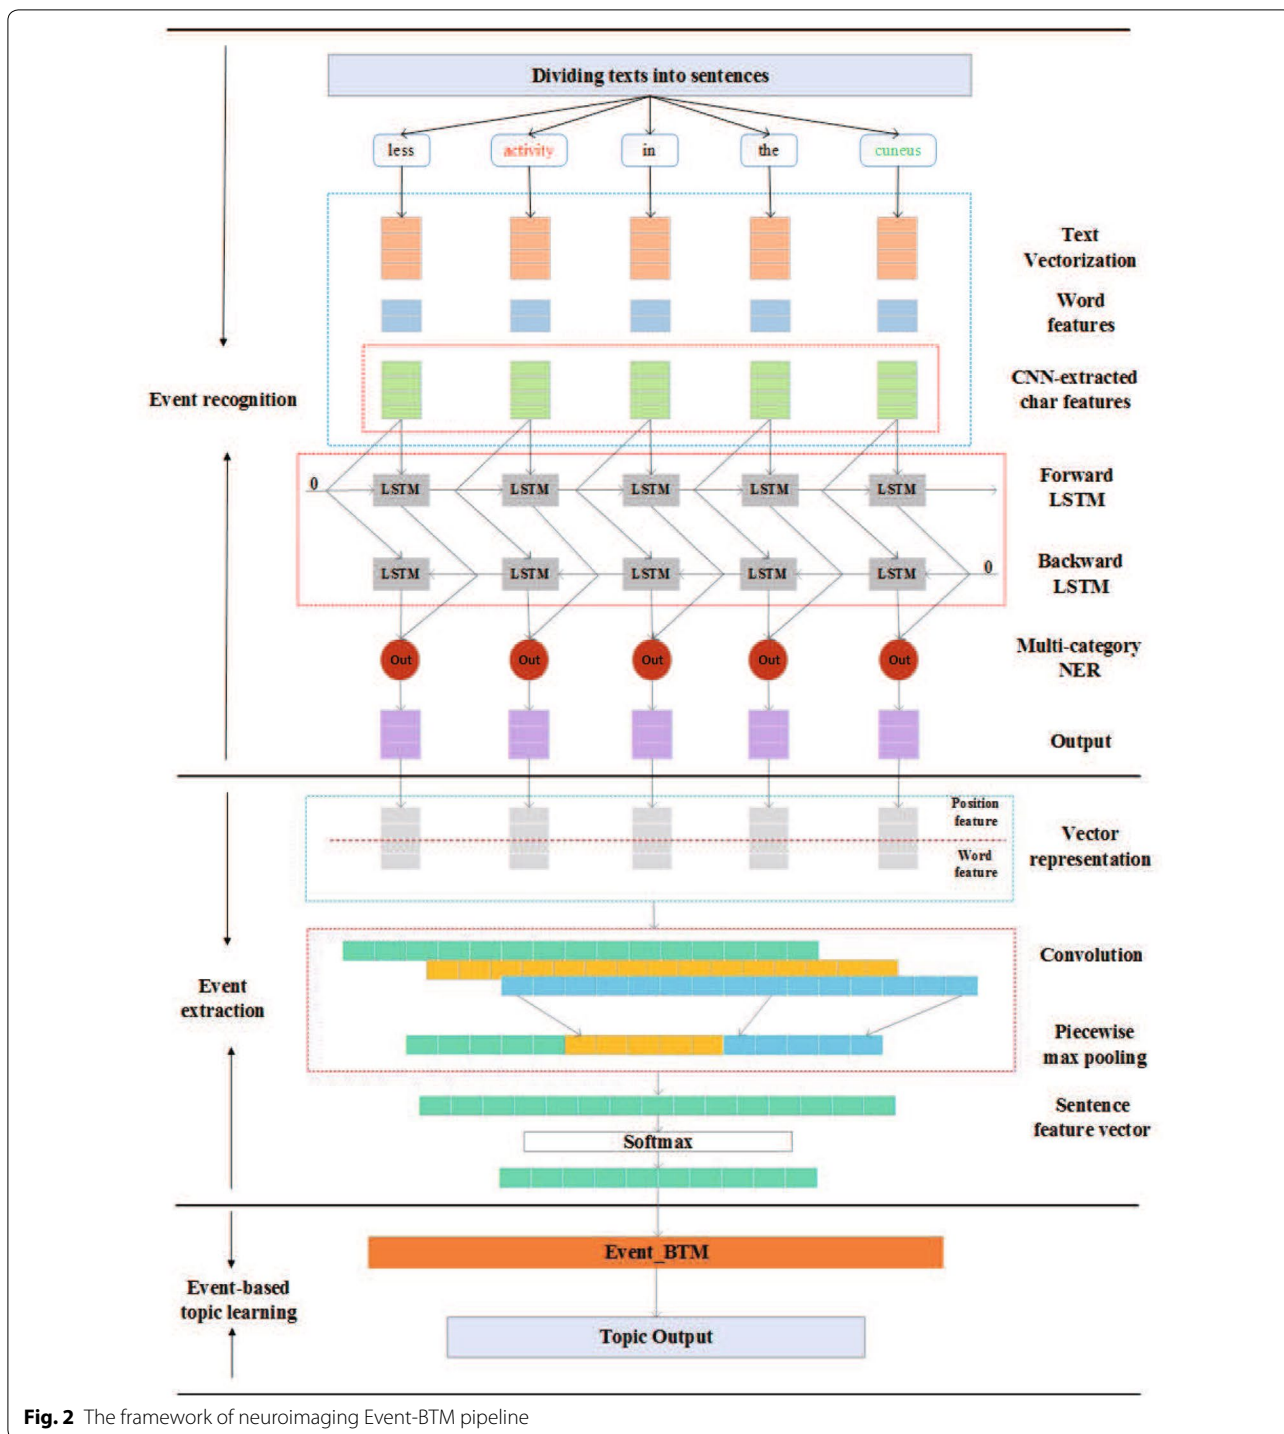 Dividing texts into sentences
less activity in the cuneus
Text
Vectorization
Word
features
CNN-extracted
char features
Event recognition
0 LSTM LSTM LSTM LSTM LSTM
Forward
LSTM
LSTM LSTM LSTM LSTM LSTM 0
Backward
LSTM
Out Out Out Out Out
Multi-category
NER
Output
Position
feature
Word
feature
Vector
representation
Convolution
Event
extraction
Piecewise
max pooling
Sentence
feature vector
Softmax
Event_BTM
Event-based
topic learning
Topic Output
Fig. 2 The framework of neuroimaging Event-BTM pipeline